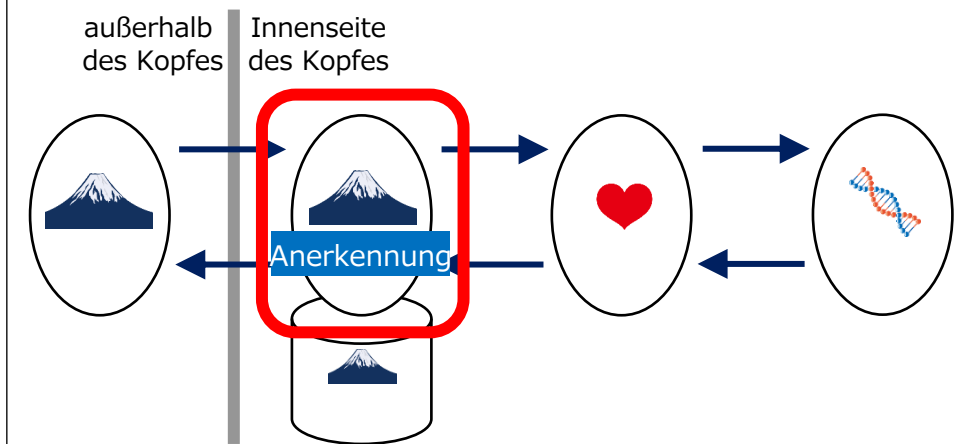 außerhalb
des Kopfes
Innenseite
des Kopfes
Anerkennung